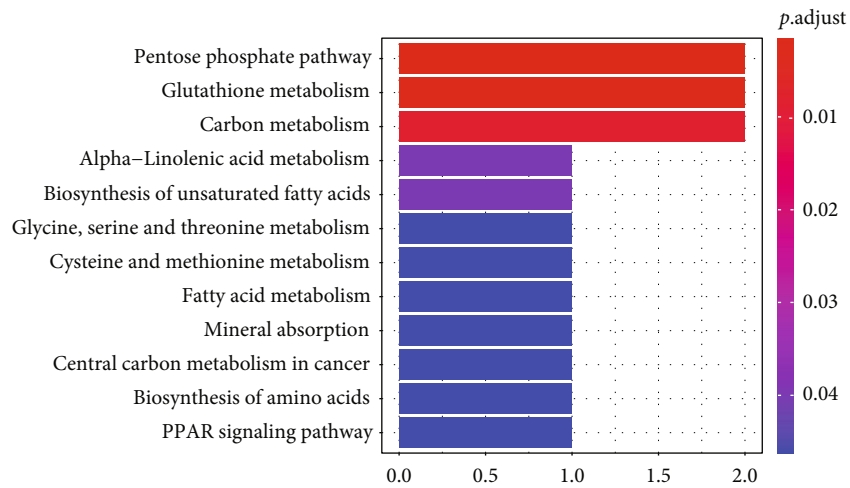 p.adjust
Pentose phosphate pathway
Glutathione metabolism
Carbon metabolism
Alpha−Linolenic acid metabolism
Biosynthesis of unsaturated fatty acids
Glycine, serine and threonine metabolism
Cysteine and methionine metabolism
Fatty acid metabolism
Mineral absorption
Central carbon metabolism in cancer
Biosynthesis of amino acids
PPAR signaling pathway
0.01
0.02
0.03
0.04
0.0 0.5 1.0 1.5 2.0